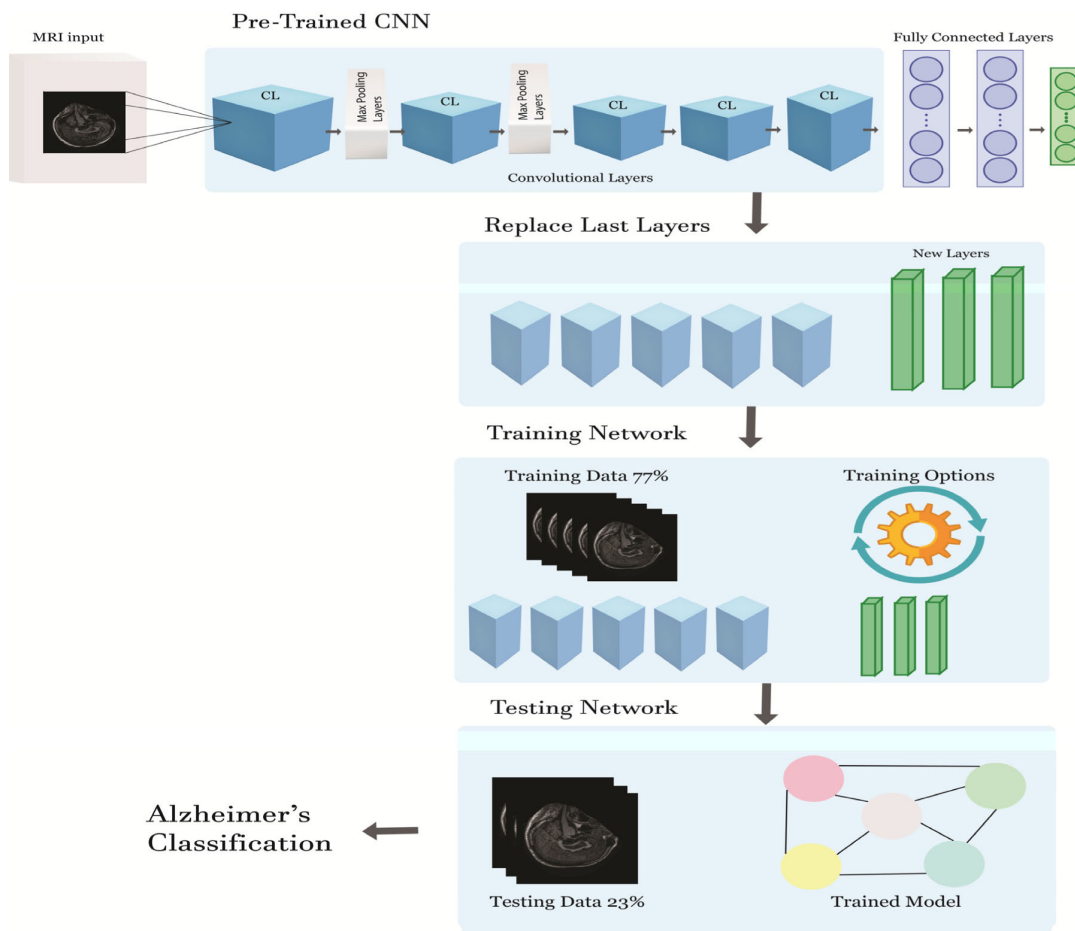 Pre-Trained CNN
MRI input
Fully Connected Layers
CL
Max Pooling
Layers
CL
Max Pooling
Layers
CL
CL
CL
Convolutional Layers
Replace Last Layers
New Layers
Training Network
Training Data 77%
Training Options
Testing Network
Alzheimer's
Classification
Testing Data 23%
Trained Model